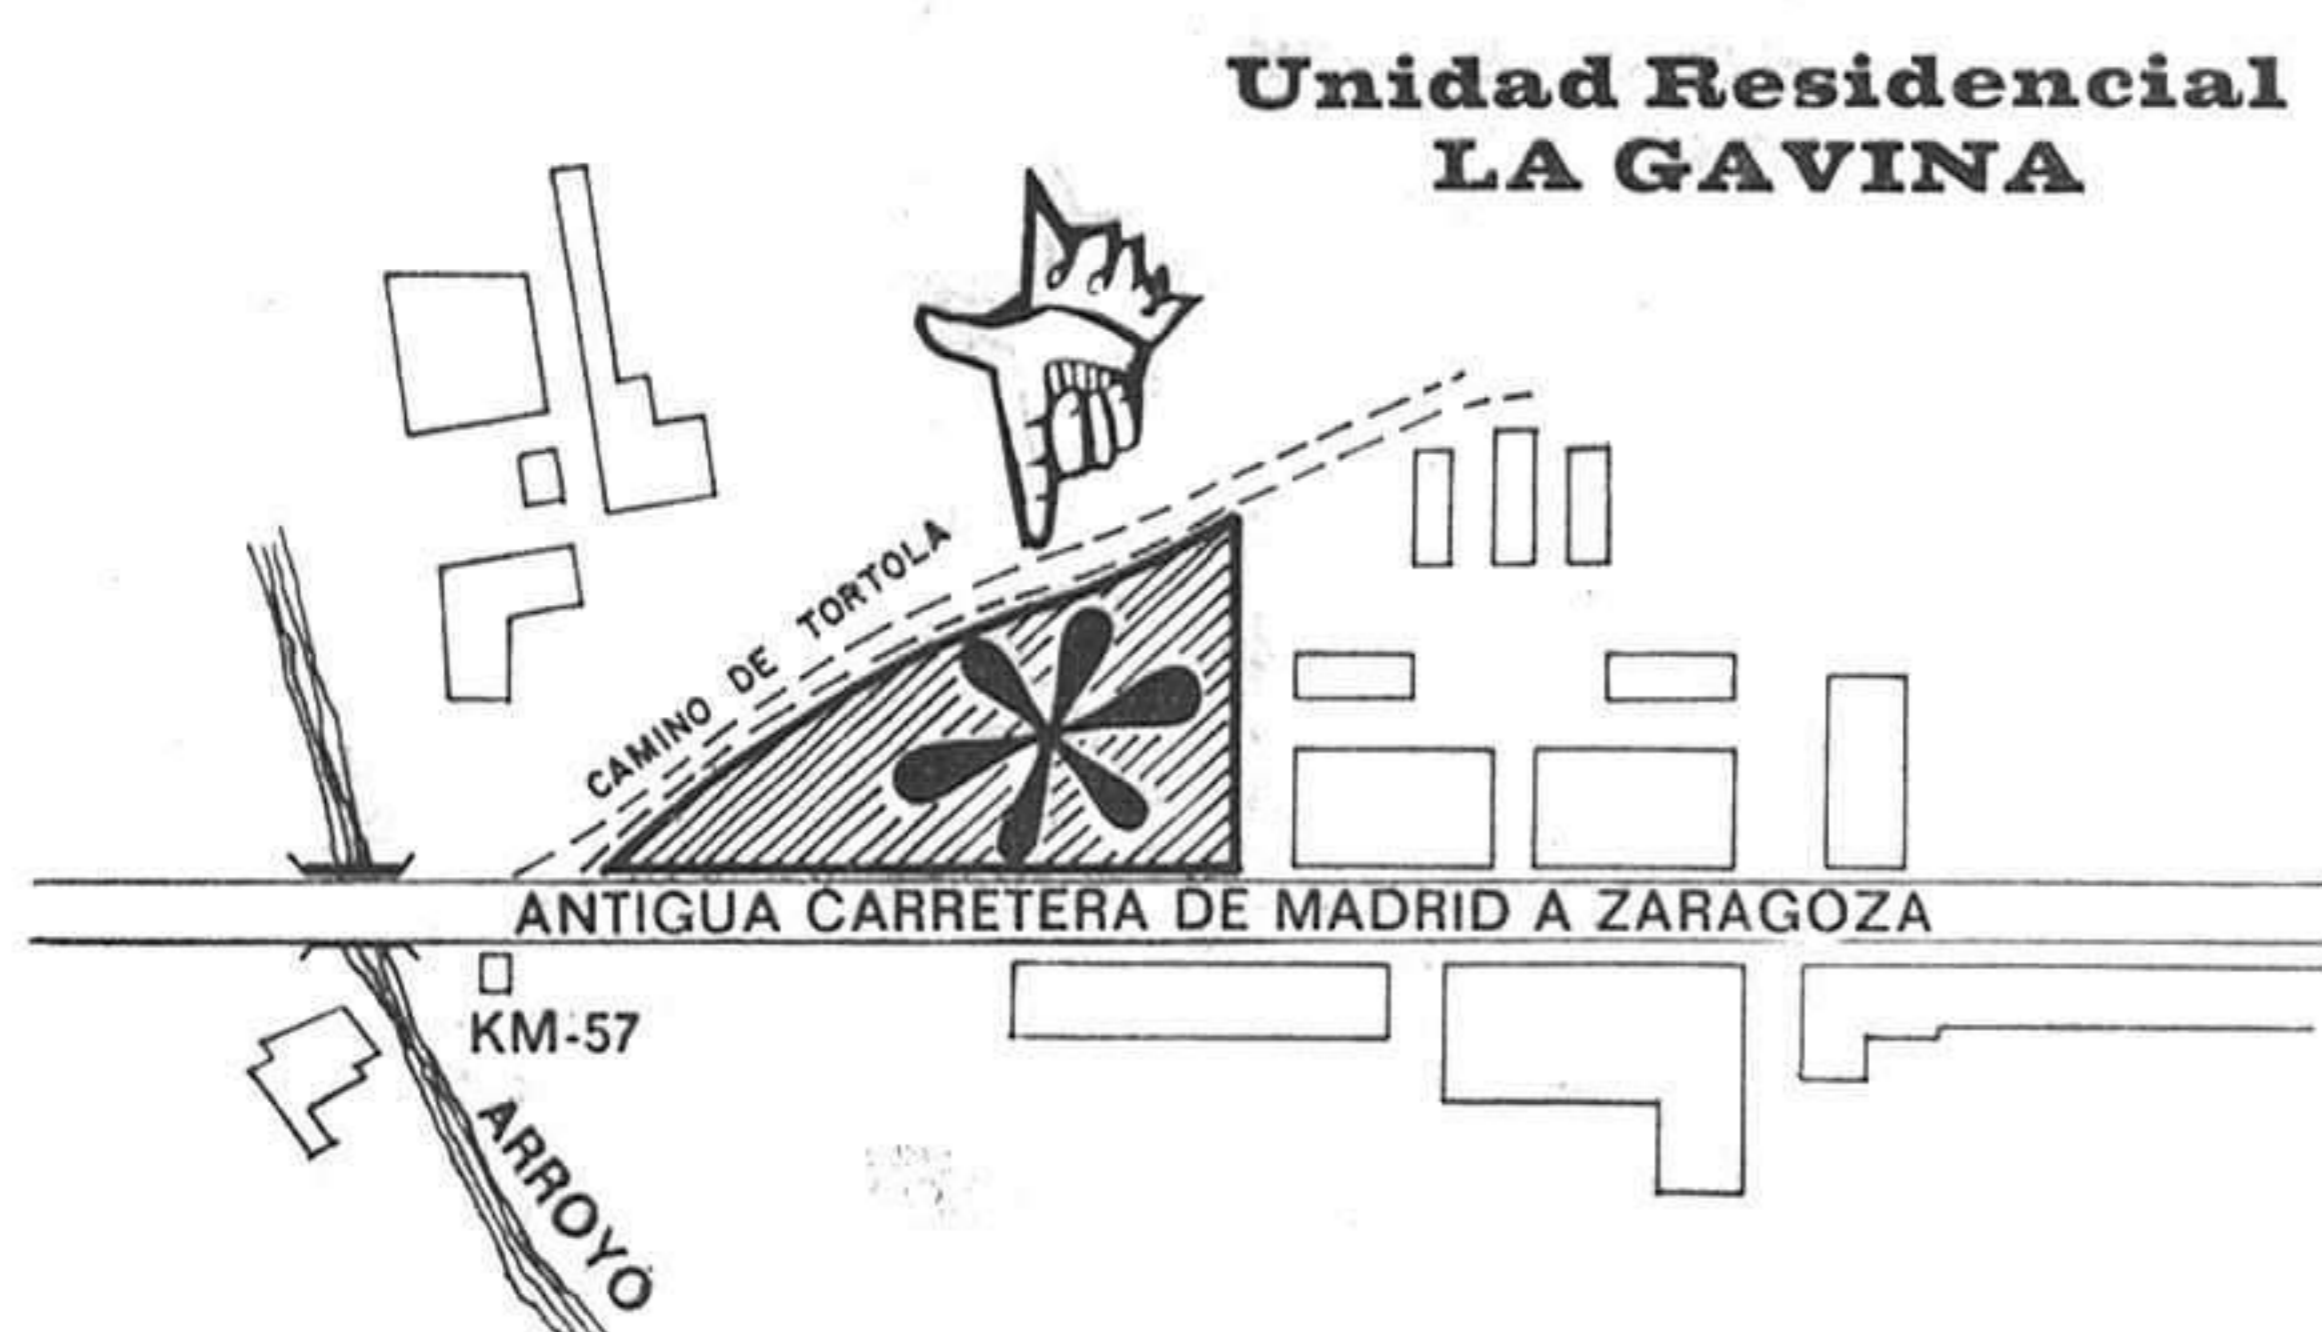 Unidad Residencial
LA GAVINA
CAMINO DE TORTOLA
ANTIGUA CARRETERA DE MADRID A ZARAGOZA
KM-57
ARROYO